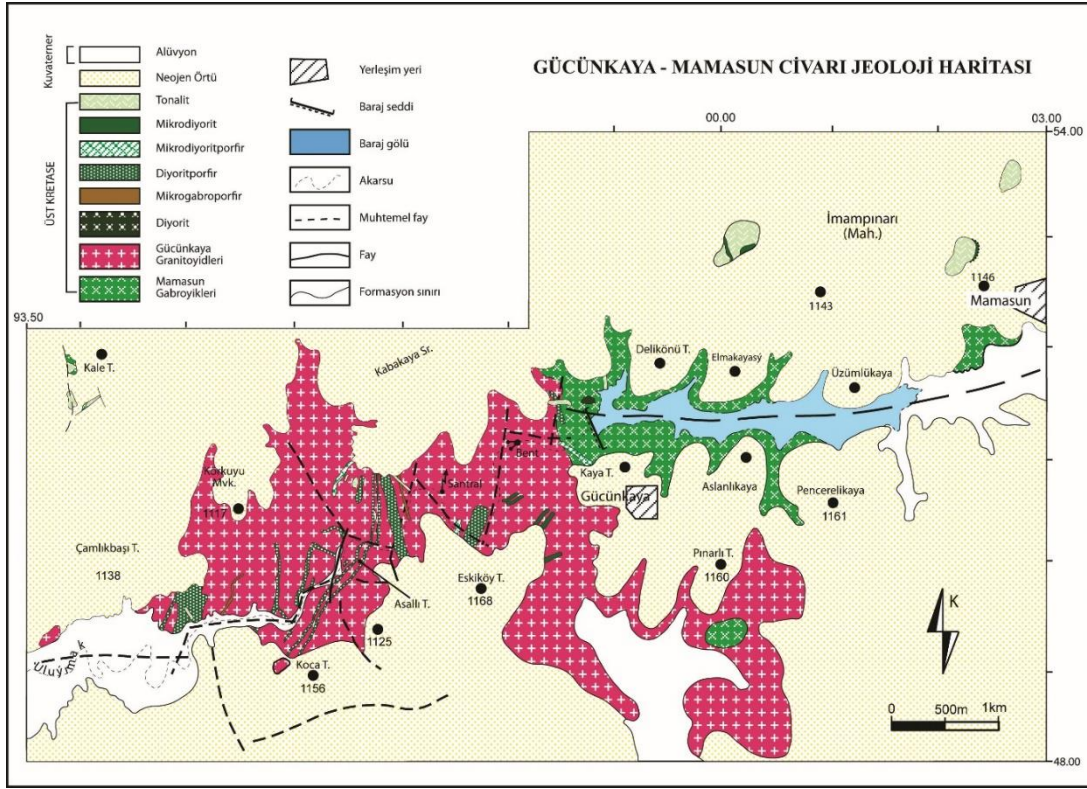 GÜCÜNKAYA - MAMASUN CİVARI JEOLOJİ HARİTASI
Kuvaterner
Alüvyon
Neojen Örtü
ÜST KRETASE
Tonalit
Mikrodiyorit
Mikrodiyoritporfir
Diyoritporfir
Mikrogabroporfir
Diyorit
Gücünkaya
Granitoyidleri
Mamasun
Gabroyikleri
Yerleşim yeri
Baraj seddi
Baraj gölü
Akarsu
Muhtemel fay
Fay
Formasyon sınırı
00.00
03.00
54.00
İmampınarı
(Mah.)
1146
1143
Mamasun
93.50
Kale T.
Kabakaya Sr.
Delikönü T.
Elmakayasý
Üzümlükaya
Bent
Kaya T.
Aslanlıkaya
Santral
Gücünkaya
Pencerelikaya
1161
Körkuyu
Mvk.
1117
Çamlıkbaşı T.
1138
Pınarlı T.
1160
Eskiköy T.
1168
Asallı T.
1125
K
Uluýrmak
Koca T.
1156
0 500m 1km
48.00